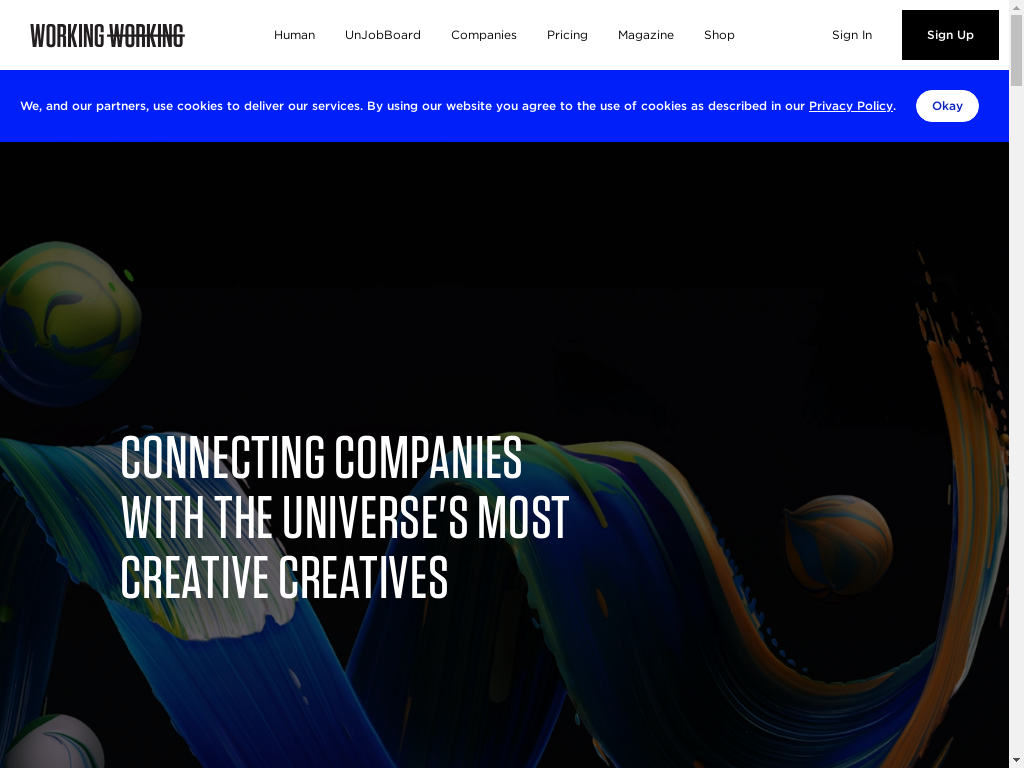 WORKING WORKING
Human UnJobBoard Companies Pricing Magazine Shop Sign In Sign Up
We, and our partners, use cookies to deliver our services. By using our website you agree to the use of cookies as described in our Privacy Policy. Okay
CONNECTING COMPANIES
WITH THE UNIVERSE'S MOST
CREATIVE CREATIVES